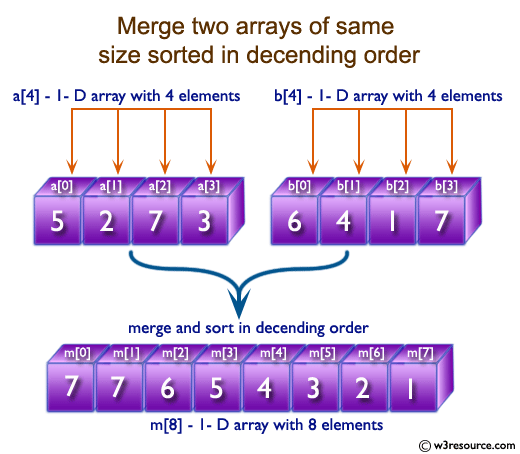 Merge two arrays of same
size sorted in decending order
a[4] - 1- D array with 4 elements
b[4] - 1- D array with 4 elements
a[0] a[1] a[2] a[3]
5 2 7 3
b[0] b[1] b[2] b[3]
6 4 1 7
merge and sort in decending order
m[0] m[1] m[2] m[3] m[4] m[5] m[6] m[7]
7 7 6 5 4 3 2 1
m[8] - 1- D array with 8 elements
© w3resource.com